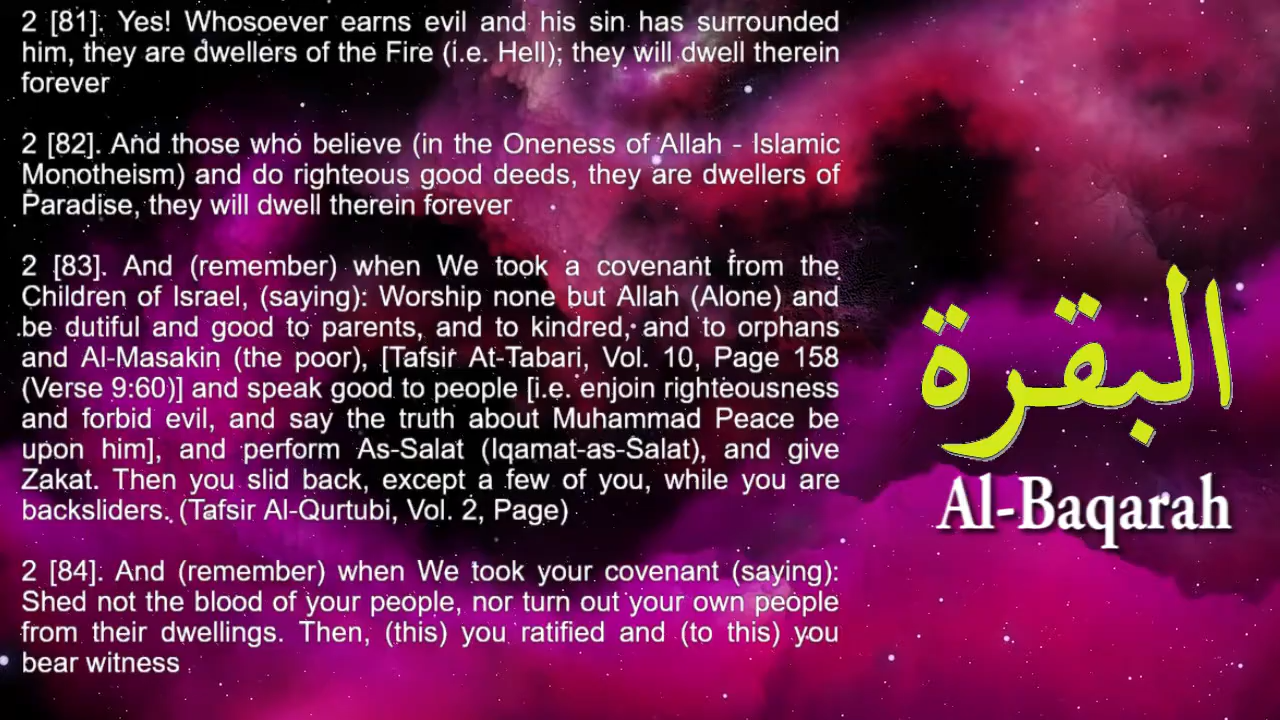 2 [81]. Yes! Whosoever earns evil and his sin has surrounded
him, they are dwellers of the Fire (i.e. Hell); they will dwell therein
forever
2 [82]. And those who believe (in the Oneness of Allah - Islamic
Monotheism) and do righteous good deeds, they are dwellers of
Paradise, they will dwell therein forever
2 [83]. And (remember) when We took a covenant from the
Children of Israel, (saying): Worship none but Allah (Alone) and
be dutiful and good to parents, and to kindred, and to orphans
and Al-Masakin (the poor), [Tafsir At-Tabari, Vol. 10, Page 158
(Verse 9:60)] and speak good to people [i.e. enjoin righteousness
and forbid evil, and say the truth about Muhammad Peace be
upon him], and perform As-Salat (Iqamat-as-Salat), and give
Zakat. Then you slid back, except a few of you, while you are
backsliders. (Tafsir Al-Qurtubi, Vol. 2, Page)
2 [84]. And (remember) when We took your covenant (saying):
Shed not the blood of your people, nor turn out your own people
from their dwellings. Then, (this) you ratified and (to this) you
bear witness
البقرة
Al-Baqarah